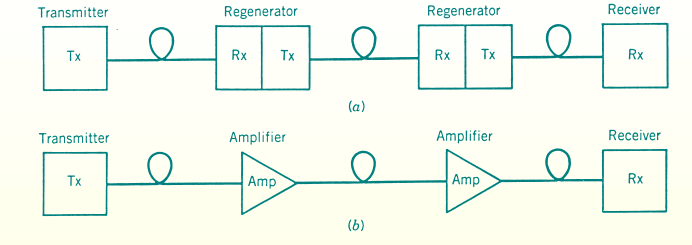 Transmitter Regenerator Regenerator Receiver
Tx Rx Tx Rx Tx Rx
(a)
Transmitter Amplifier Amplifier Receiver
Tx Amp Amp Rx
(b)